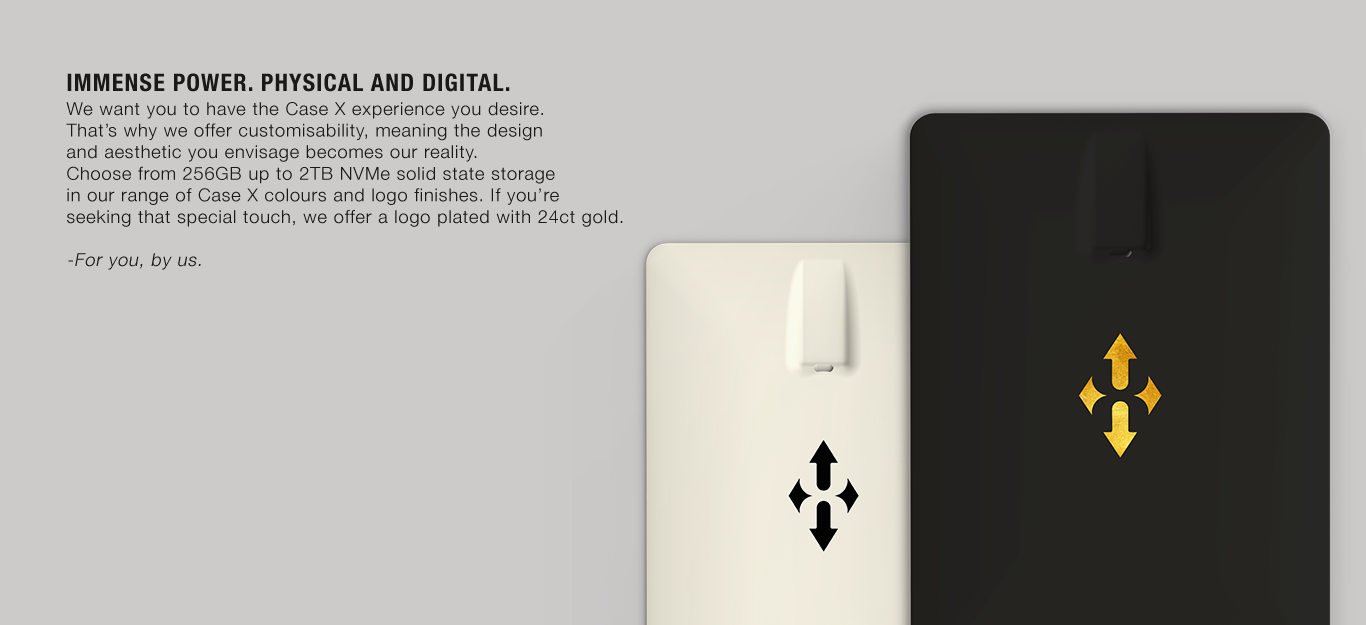 IMMENSE POWER. PHYSICAL AND DIGITAL.
We want you to have the Case X experience you desire.
That’s why we offer customisability, meaning the design
and aesthetic you envisage becomes our reality.
Choose from 256GB up to 2TB NVMe solid state storage
in our range of Case X colours and logo finishes. If you’re
seeking that special touch, we offer a logo plated with 24ct gold.
-For you, by us.